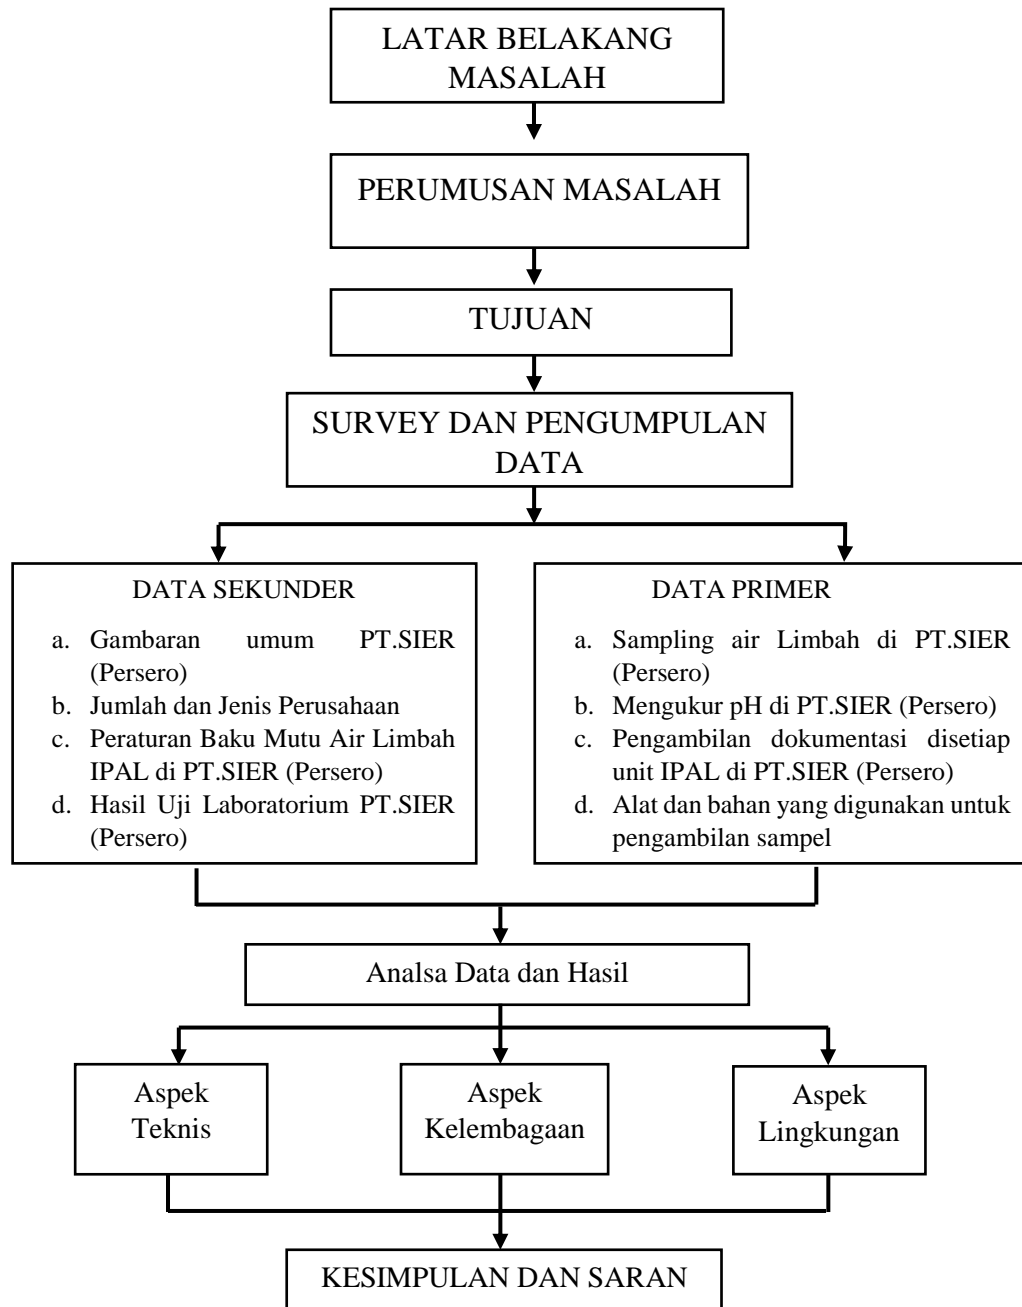 LATAR BELAKANG
MASALAH
PERUMUSAN MASALAH
TUJUAN
SURVEY DAN PENGUMPULAN
DATA
DATA SEKUNDER
a. Gambaran umum PT.SIER
(Persero)
b. Jumlah dan Jenis Perusahaan
c. Peraturan Baku Mutu Air Limbah
IPAL di PT.SIER (Persero)
d. Hasil Uji Laboratorium PT.SIER
(Persero)
DATA PRIMER
a. Sampling air Limbah di PT.SIER
(Persero)
b. Mengukur pH di PT.SIER (Persero)
c. Pengambilan dokumentasi disetiap
unit IPAL di PT.SIER (Persero)
d. Alat dan bahan yang digunakan untuk
pengambilan sampel
Analsa Data dan Hasil
Aspek
Teknis
Aspek
Kelembagaan
Aspek
Lingkungan
KESIMPULAN DAN SARAN